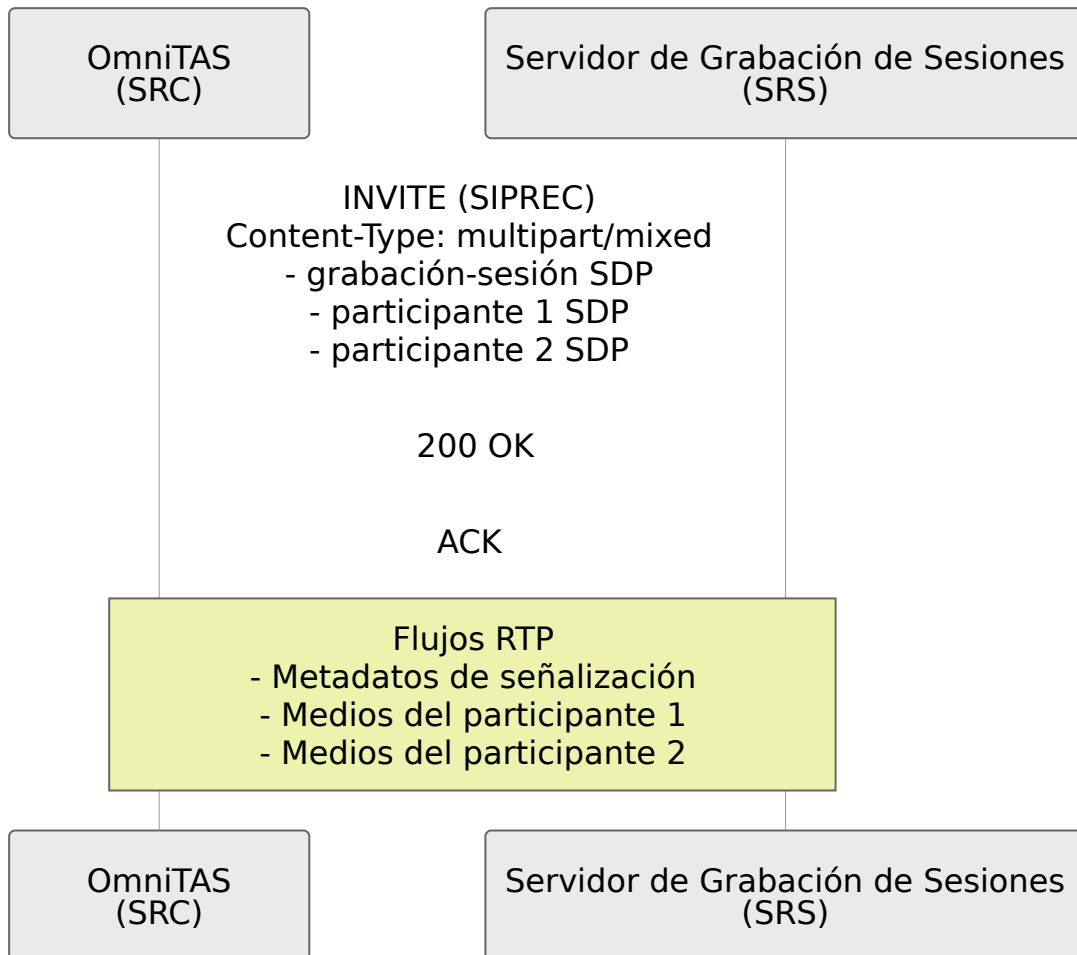 OmniTAS
(SRC)
Servidor de Grabación de Sesiones
(SRS)
INVITE (SIPREC)
Content-Type: multipart/mixed
- grabación-sesión SDP
- participante 1 SDP
- participante 2 SDP
200 OK
ACK
Flujos RTP
- Metadatos de señalización
- Medios del participante 1
- Medios del participante 2
OmniTAS
(SRC)
Servidor de Grabación de Sesiones
(SRS)